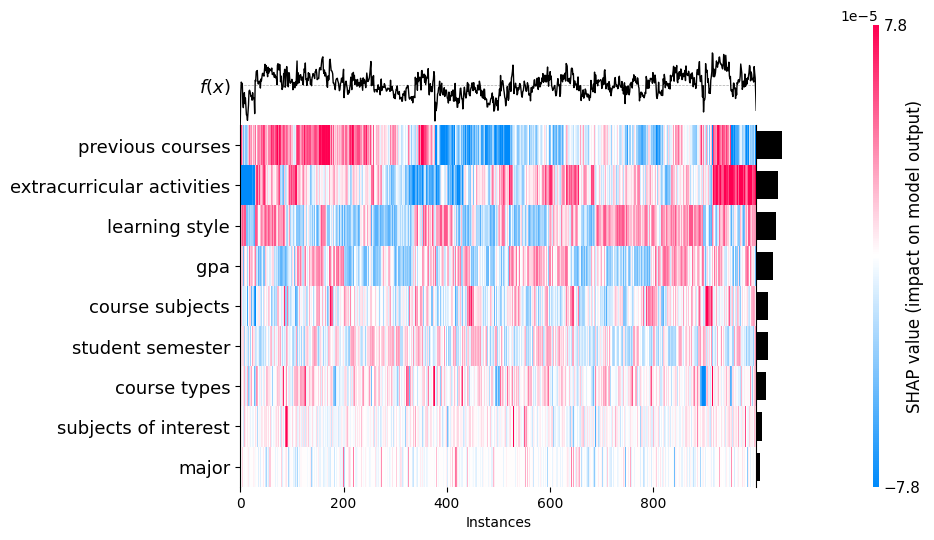 1e−5
7.8
f(x)
previous courses
extracurricular activities
learning style
gpa
course subjects
student semester
course types
subjects of interest
major
0 200 400 600 800
Instances
−7.8
SHAP value (impact on model output)